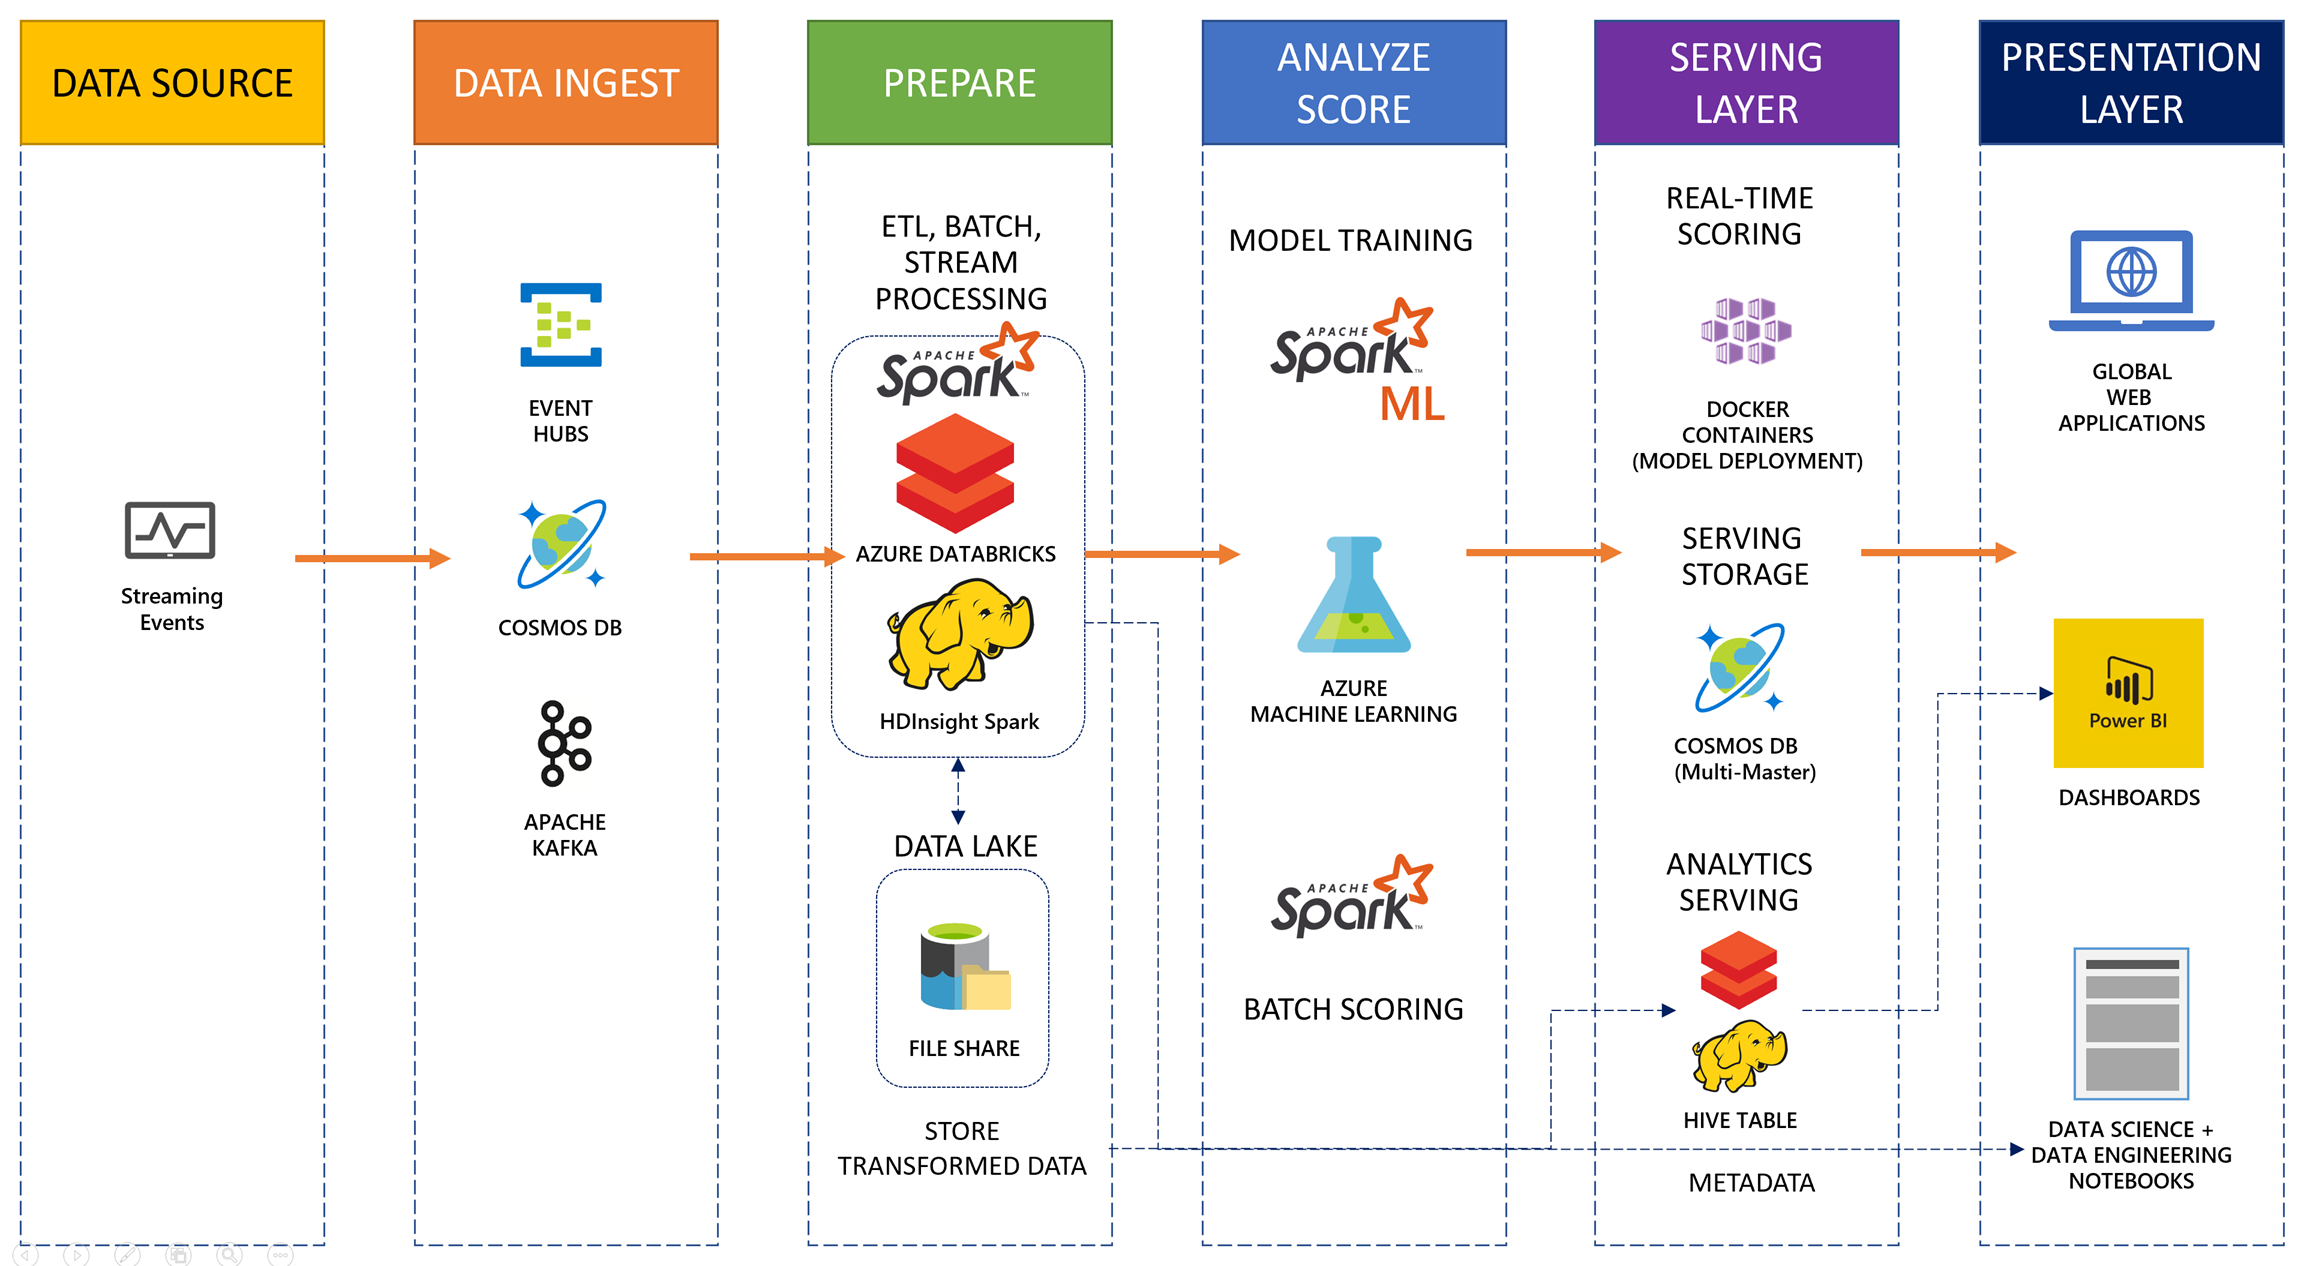 DATA SOURCE
Streaming
Events
DATA INGEST
EVENT
HUBS
COSMOS DB
APACHE
KAFKA
PREPARE
ETL, BATCH,
STREAM
PROCESSING
APACHE
Spark™
AZURE DATABRICKS
HDInsight Spark
DATA LAKE
FILE SHARE
STORE
TRANSFORMED DATA
ANALYZE
SCORE
MODEL TRAINING
APACHE
Spark™
ML
AZURE
MACHINE LEARNING
APACHE
Spark™
BATCH SCORING
SERVING
LAYER
REAL-TIME
SCORING
DOCKER
CONTAINERS
(MODEL DEPLOYMENT)
SERVING
STORAGE
COSMOS DB
(Multi-Master)
ANALYTICS
SERVING
HIVE TABLE
METADATA
PRESENTATION
LAYER
GLOBAL
WEB
APPLICATIONS
Power BI
DASHBOARDS
DATA SCIENCE +
DATA ENGINEERING
NOTEBOOKS